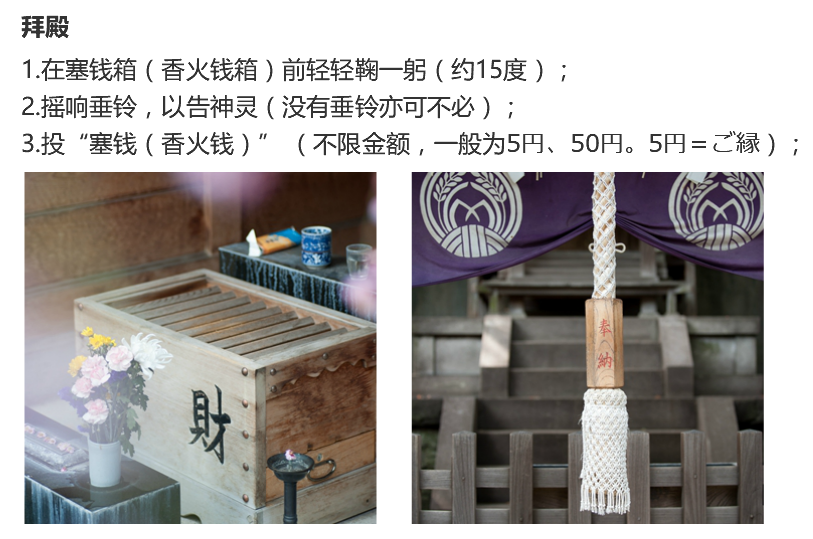 拜殿
1.在塞钱箱（香火钱箱）前轻轻鞠一躬（约15度）；
2.摇响垂铃，以告神灵（没有垂铃亦可不必）；
3.投“塞钱（香火钱）”（不限金额，一般为5円、50円。5円＝ご縁）；
財
奉
納